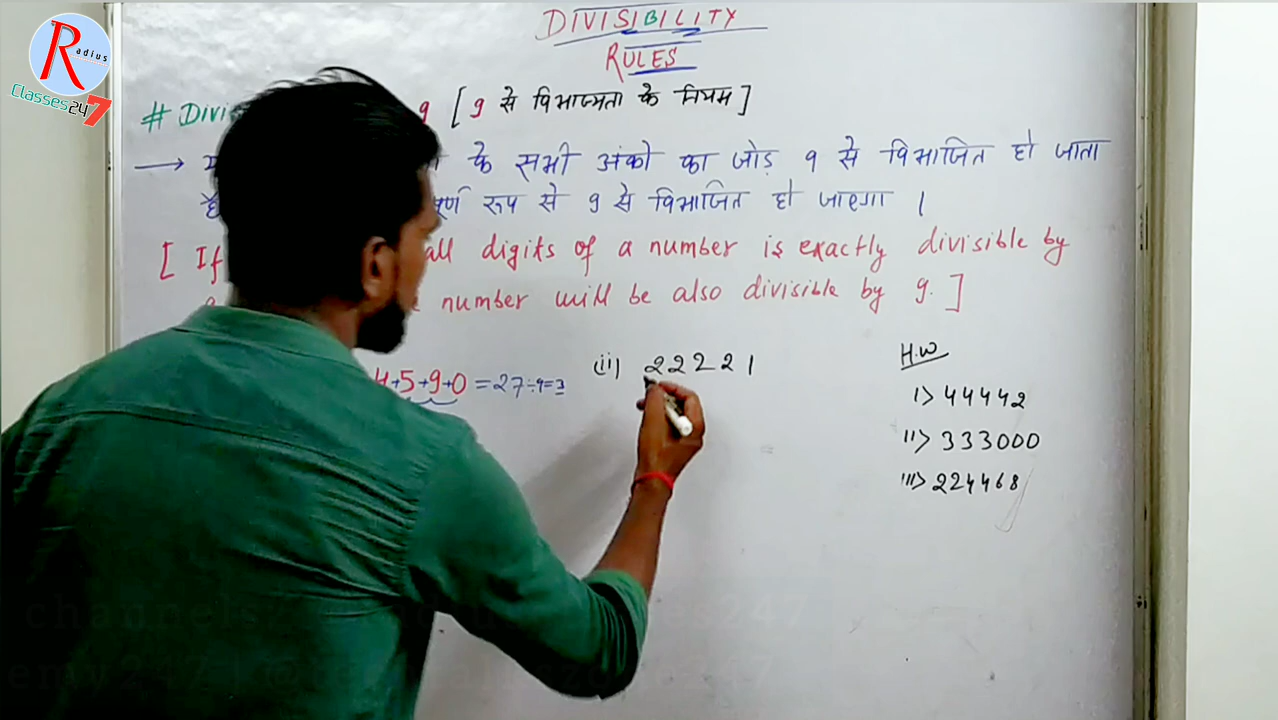 Radius
Classes247
DIVISIBILITY
RULES
# Divi 9 [ 9 से विभाज्यता के नियम ]
→ के सभी अंको का जोड़ 9 से विभाजित हो जाता
है र्ण रूप से 9 से विभाजित हो जाएगा ।
[ If all digits of a number is exactly divisible by
number will be also divisible by 9. ]
4+5+9+0 = 27÷9=3
(ii) 22221
H.W
i> 44442
ii> 333000
iii> 224468